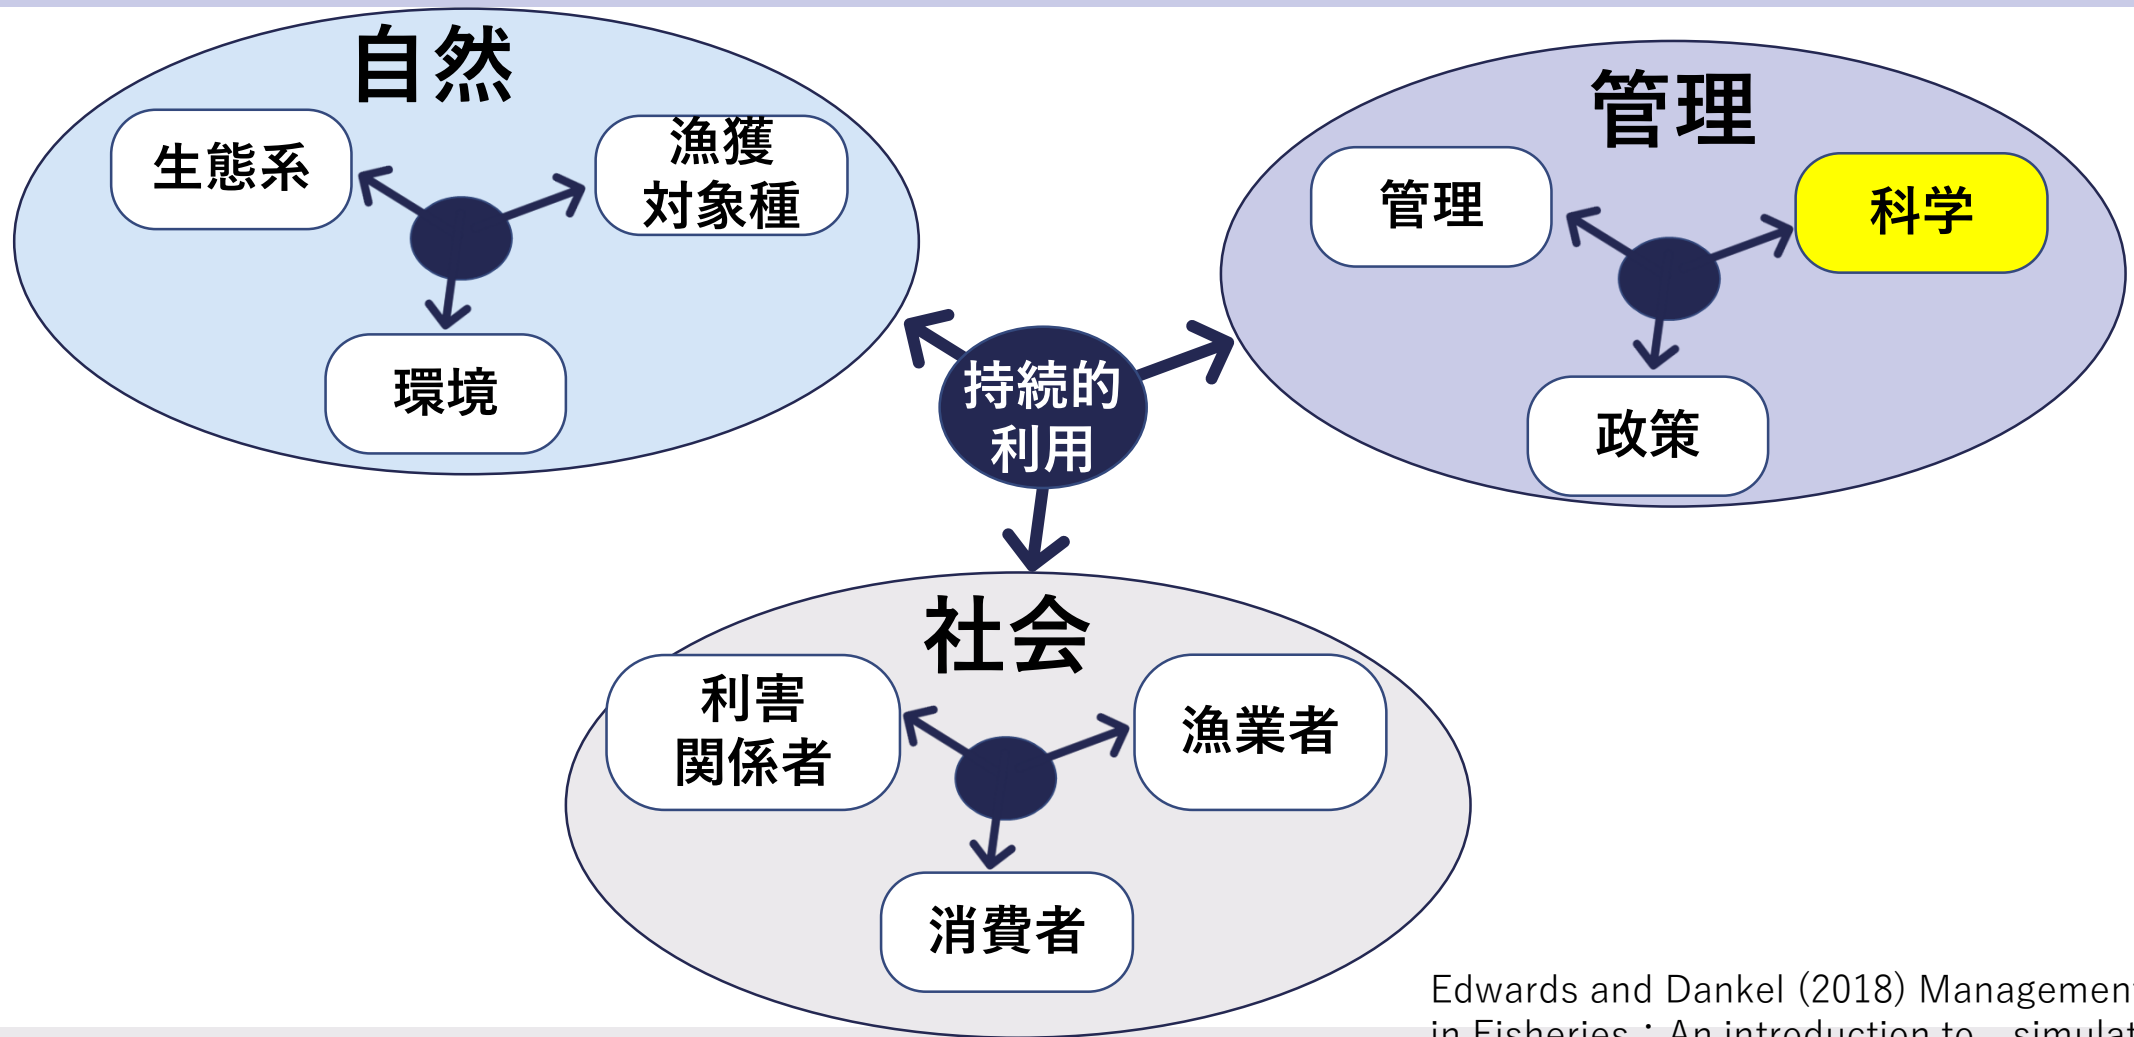 自然
生態系
漁獲
対象種
環境
管理
管理
科学
政策
持続的
利用
社会
利害
関係者
漁業者
消費者
Edwards and Dankel (2018) Management
in Fisheries：An introduction to simulat